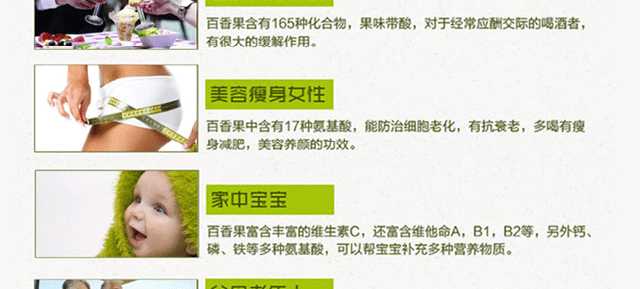 百香果含有165种化合物，果味带酸，对于经常应酬交际的喝酒者，
有很大的缓解作用。
美容瘦身女性
百香果中含有17种氨基酸，能防治细胞老化，有抗衰老，多喝有瘦
身减肥，美容养颜的功效。
家中宝宝
百香果富含丰富的维生素C，还富含维他命A，B1，B2等，另外钙、
磷、铁等多种氨基酸，可以帮宝宝补充多种营养物质。